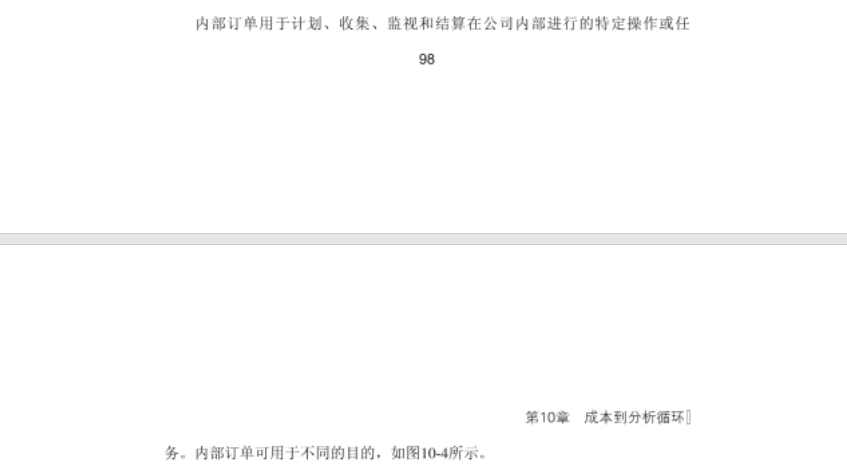 内部订单用于计划、收集、监视和结算在公司内部进行的特定操作或任
98
第10章 成本到分析循环
务。内部订单可用于不同的目的，如图10-4所示。